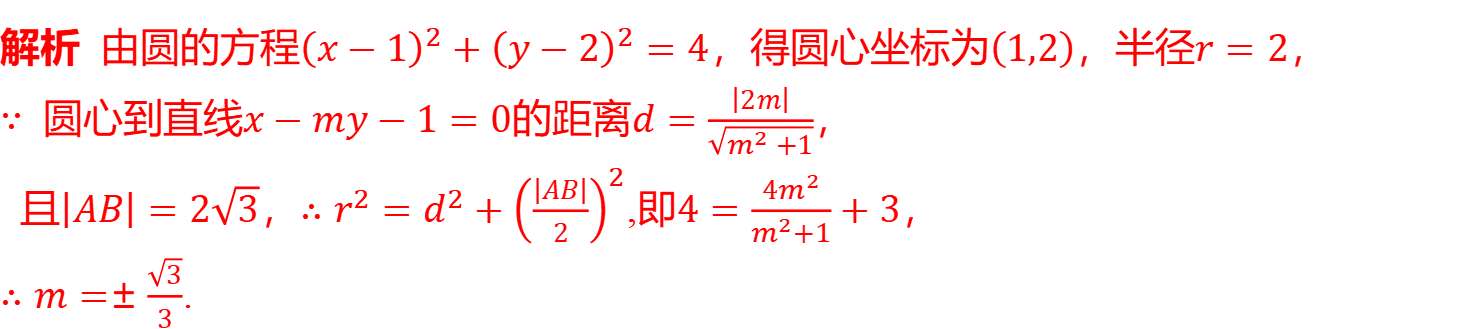 解析 由圆的方程(x − 1)² + (y − 2)² = 4，得圆心坐标为(1,2)，半径r = 2，
∵ 圆心到直线x − my − 1 = 0的距离d = |2m|/√(m² +1)，
且|AB| = 2√3，∴ r² = d² + (|AB|/2)²,即4 = 4m²/(m²+1) + 3，
∴ m =± √3/3.